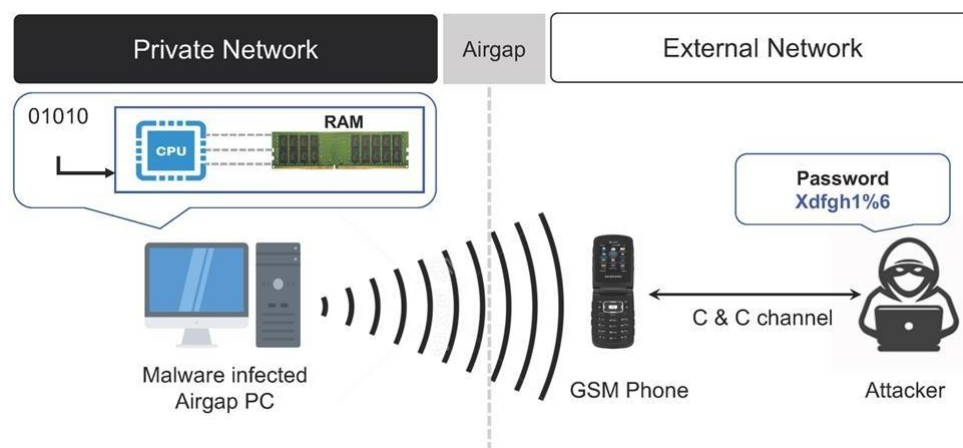 Private Network
Airgap
External Network
01010
RAM
CPU
Password
Xdfgh1%6
C & C channel
Malware infected
Airgap PC
GSM Phone
Attacker